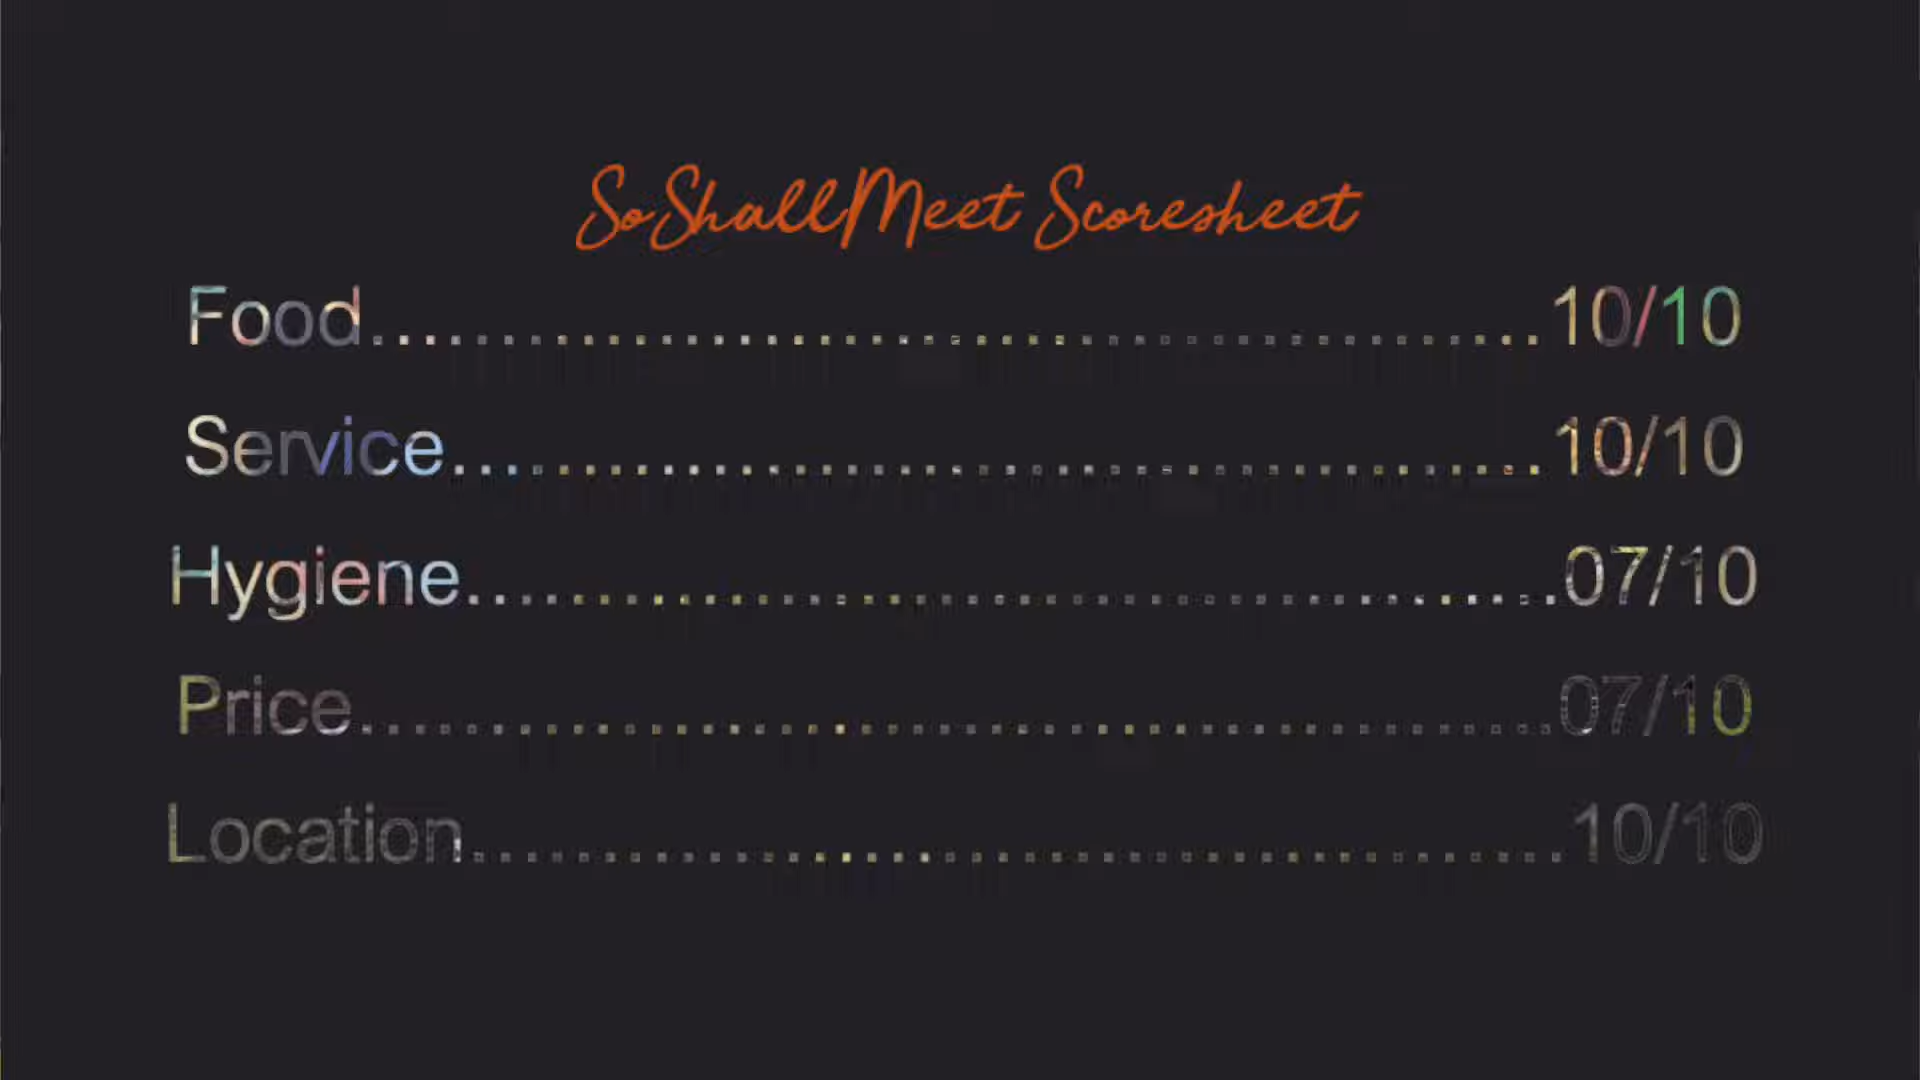 SoShallMeet Scoresheet
Food............................................. 10/10
Service.......................................... 10/10
Hygiene..........................................07/10
Price..............................................07/10
Location.......................................... 10/10